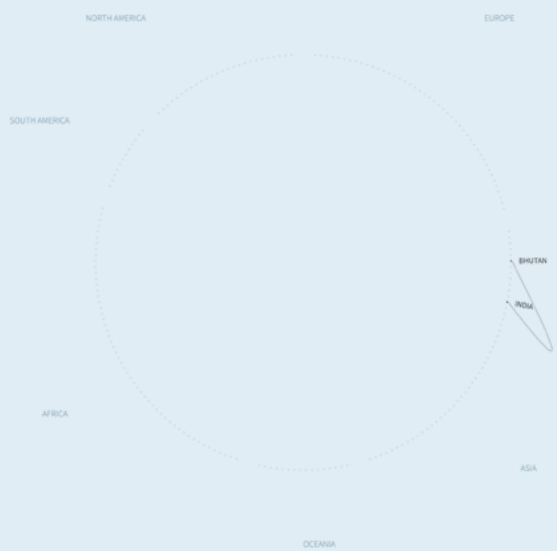 NORTH AMERICA
EUROPE
SOUTH AMERICA
BHUTAN
INDIA
AFRICA
ASIA
OCEANIA